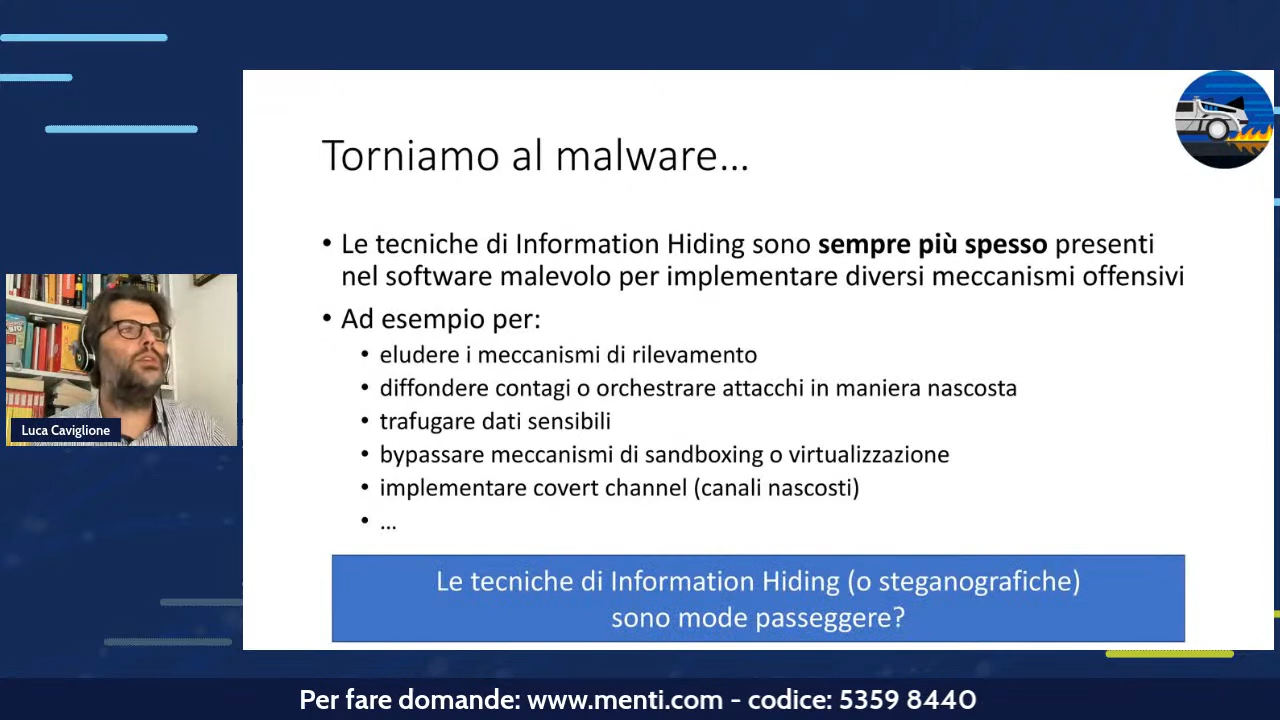 Torniamo al malware...
• Le tecniche di Information Hiding sono sempre più spesso presenti
nel software malevolo per implementare diversi meccanismi offensivi
• Ad esempio per:
• eludere i meccanismi di rilevamento
• diffondere contagi o orchestrare attacchi in maniera nascosta
• trafugare dati sensibili
• bypassare meccanismi di sandboxing o virtualizzazione
• implementare covert channel (canali nascosti)
• ...
Le tecniche di Information Hiding (o steganografiche)
sono mode passeggere?
Luca Caviglione
Per fare domande: www.menti.com - codice: 5359 8440